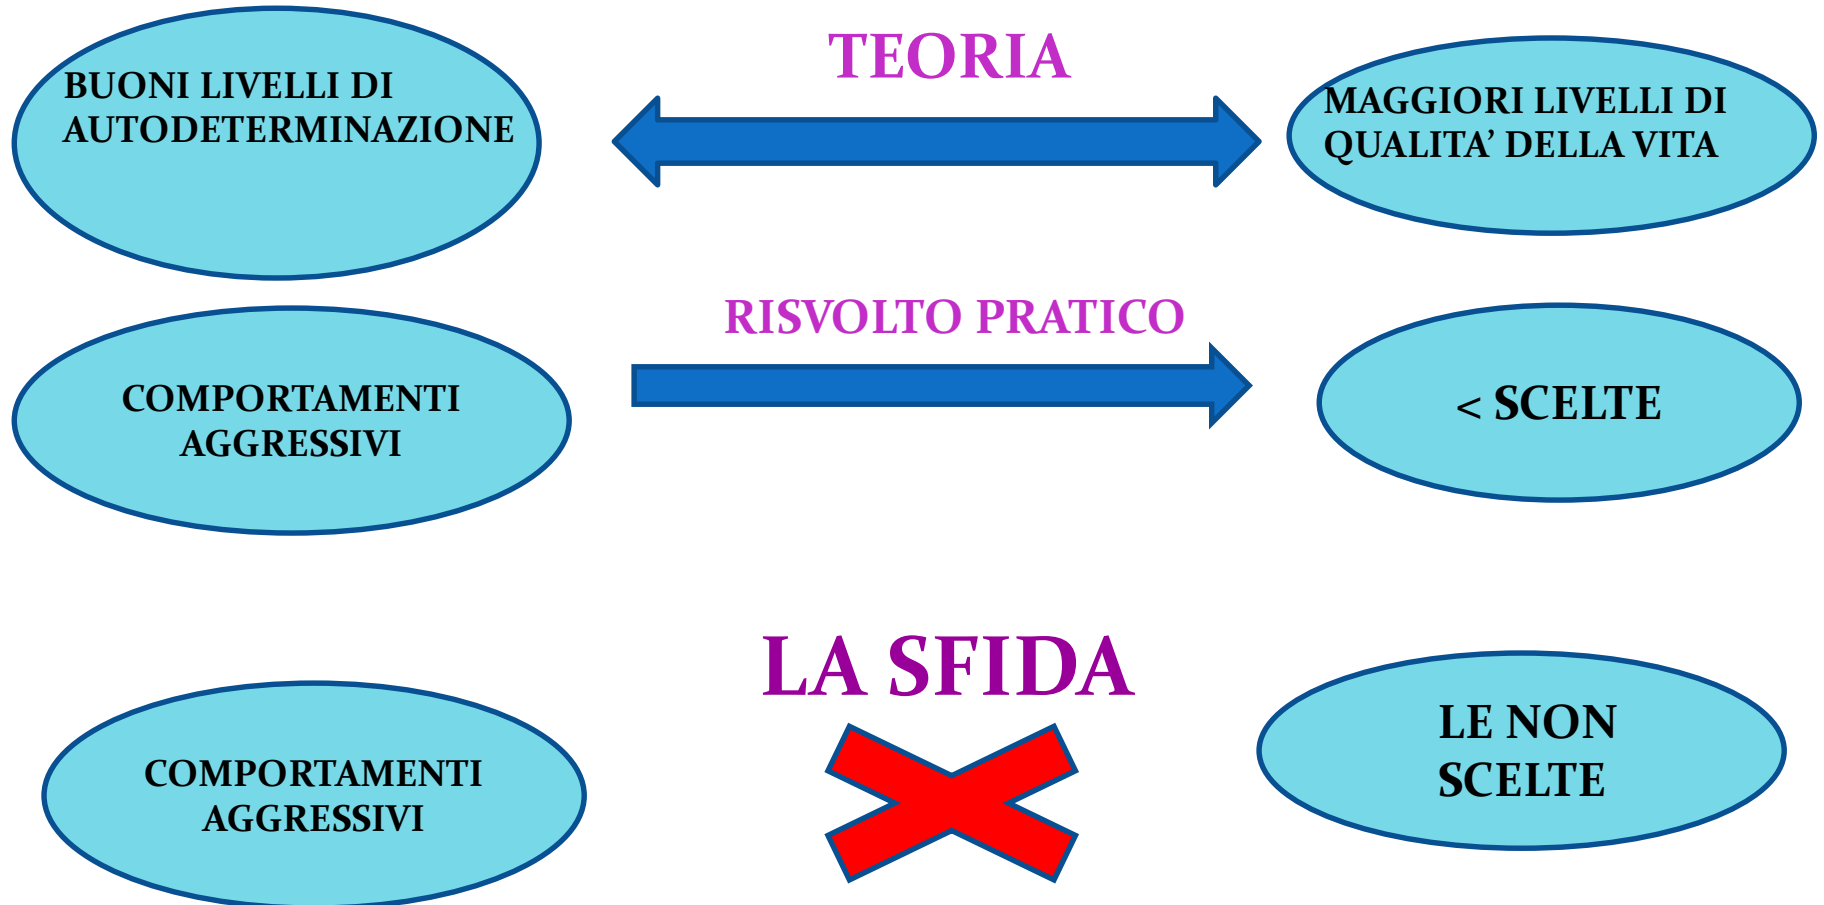 TEORIA
BUONI LIVELLI DI
AUTODETERMINAZIONE
MAGGIORI LIVELLI DI
QUALITA’ DELLA VITA
RISVOLTO PRATICO
COMPORTAMENTI
AGGRESSIVI
< SCELTE
LA SFIDA
COMPORTAMENTI
AGGRESSIVI
LE NON
SCELTE